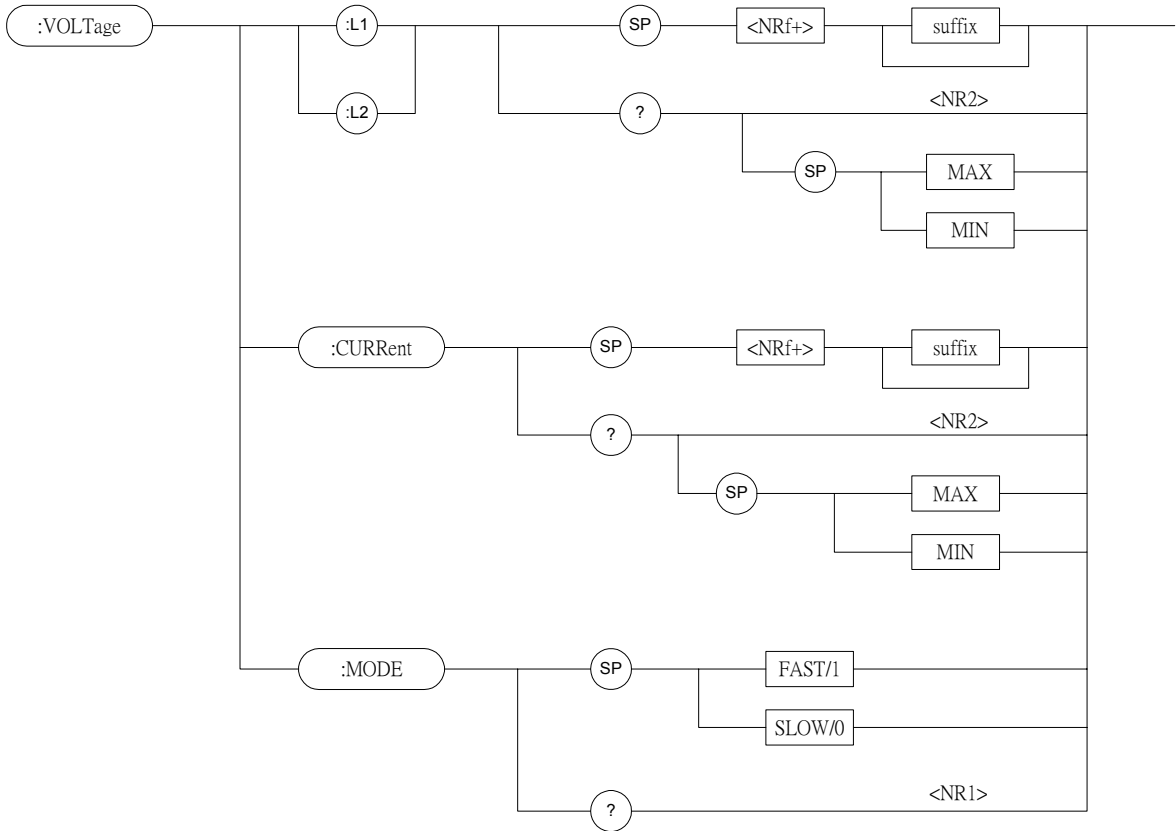 :VOLTage :L1 SP <NRf+> suffix
:L2 ? <NR2>
SP MAX
MIN
:CURRent SP <NRf+> suffix
? <NR2>
SP MAX
MIN
:MODE SP FAST/1
SLOW/0
? <NR1>